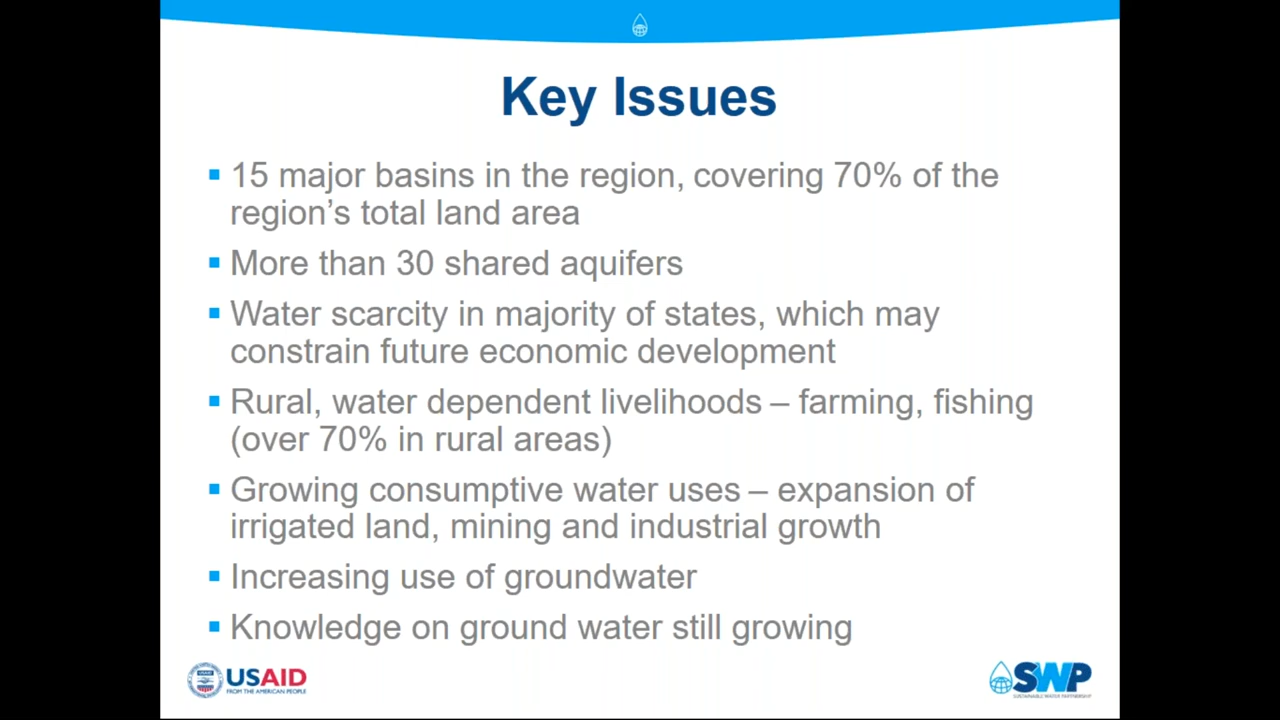 Key Issues
15 major basins in the region, covering 70% of the
region's total land area
More than 30 shared aquifers
Water scarcity in majority of states, which may
constrain future economic development
Rural, water dependent livelihoods – farming, fishing
(over 70% in rural areas)
Growing consumptive water uses – expansion of
irrigated land, mining and industrial growth
Increasing use of groundwater
Knowledge on ground water still growing
USAID
FROM THE AMERICAN PEOPLE
SWP
SUSTAINABLE WATER PARTNERSHIP